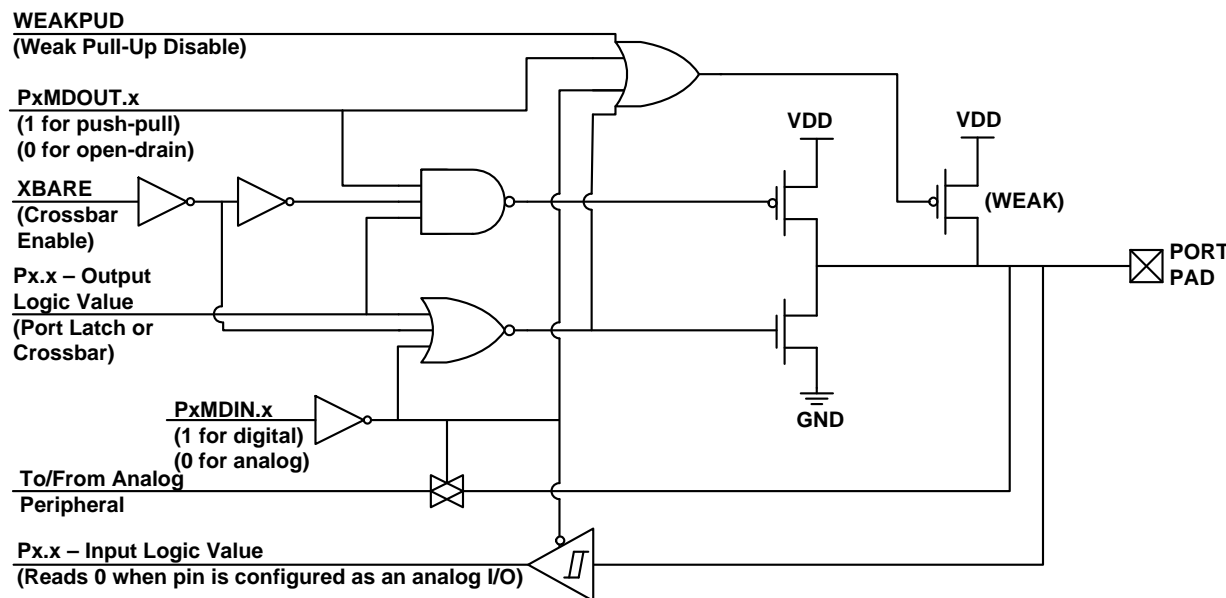 WEAKPUD
(Weak Pull-Up Disable)
PxMDOUT.x
(1 for push-pull)
(0 for open-drain)
XBARE
(Crossbar
Enable)
Px.x – Output
Logic Value
(Port Latch or
Crossbar)
PxMDIN.x
(1 for digital)
(0 for analog)
To/From Analog
Peripheral
Px.x – Input Logic Value
(Reads 0 when pin is configured as an analog I/O)
VDD
VDD
(WEAK)
GND
PORT
PAD